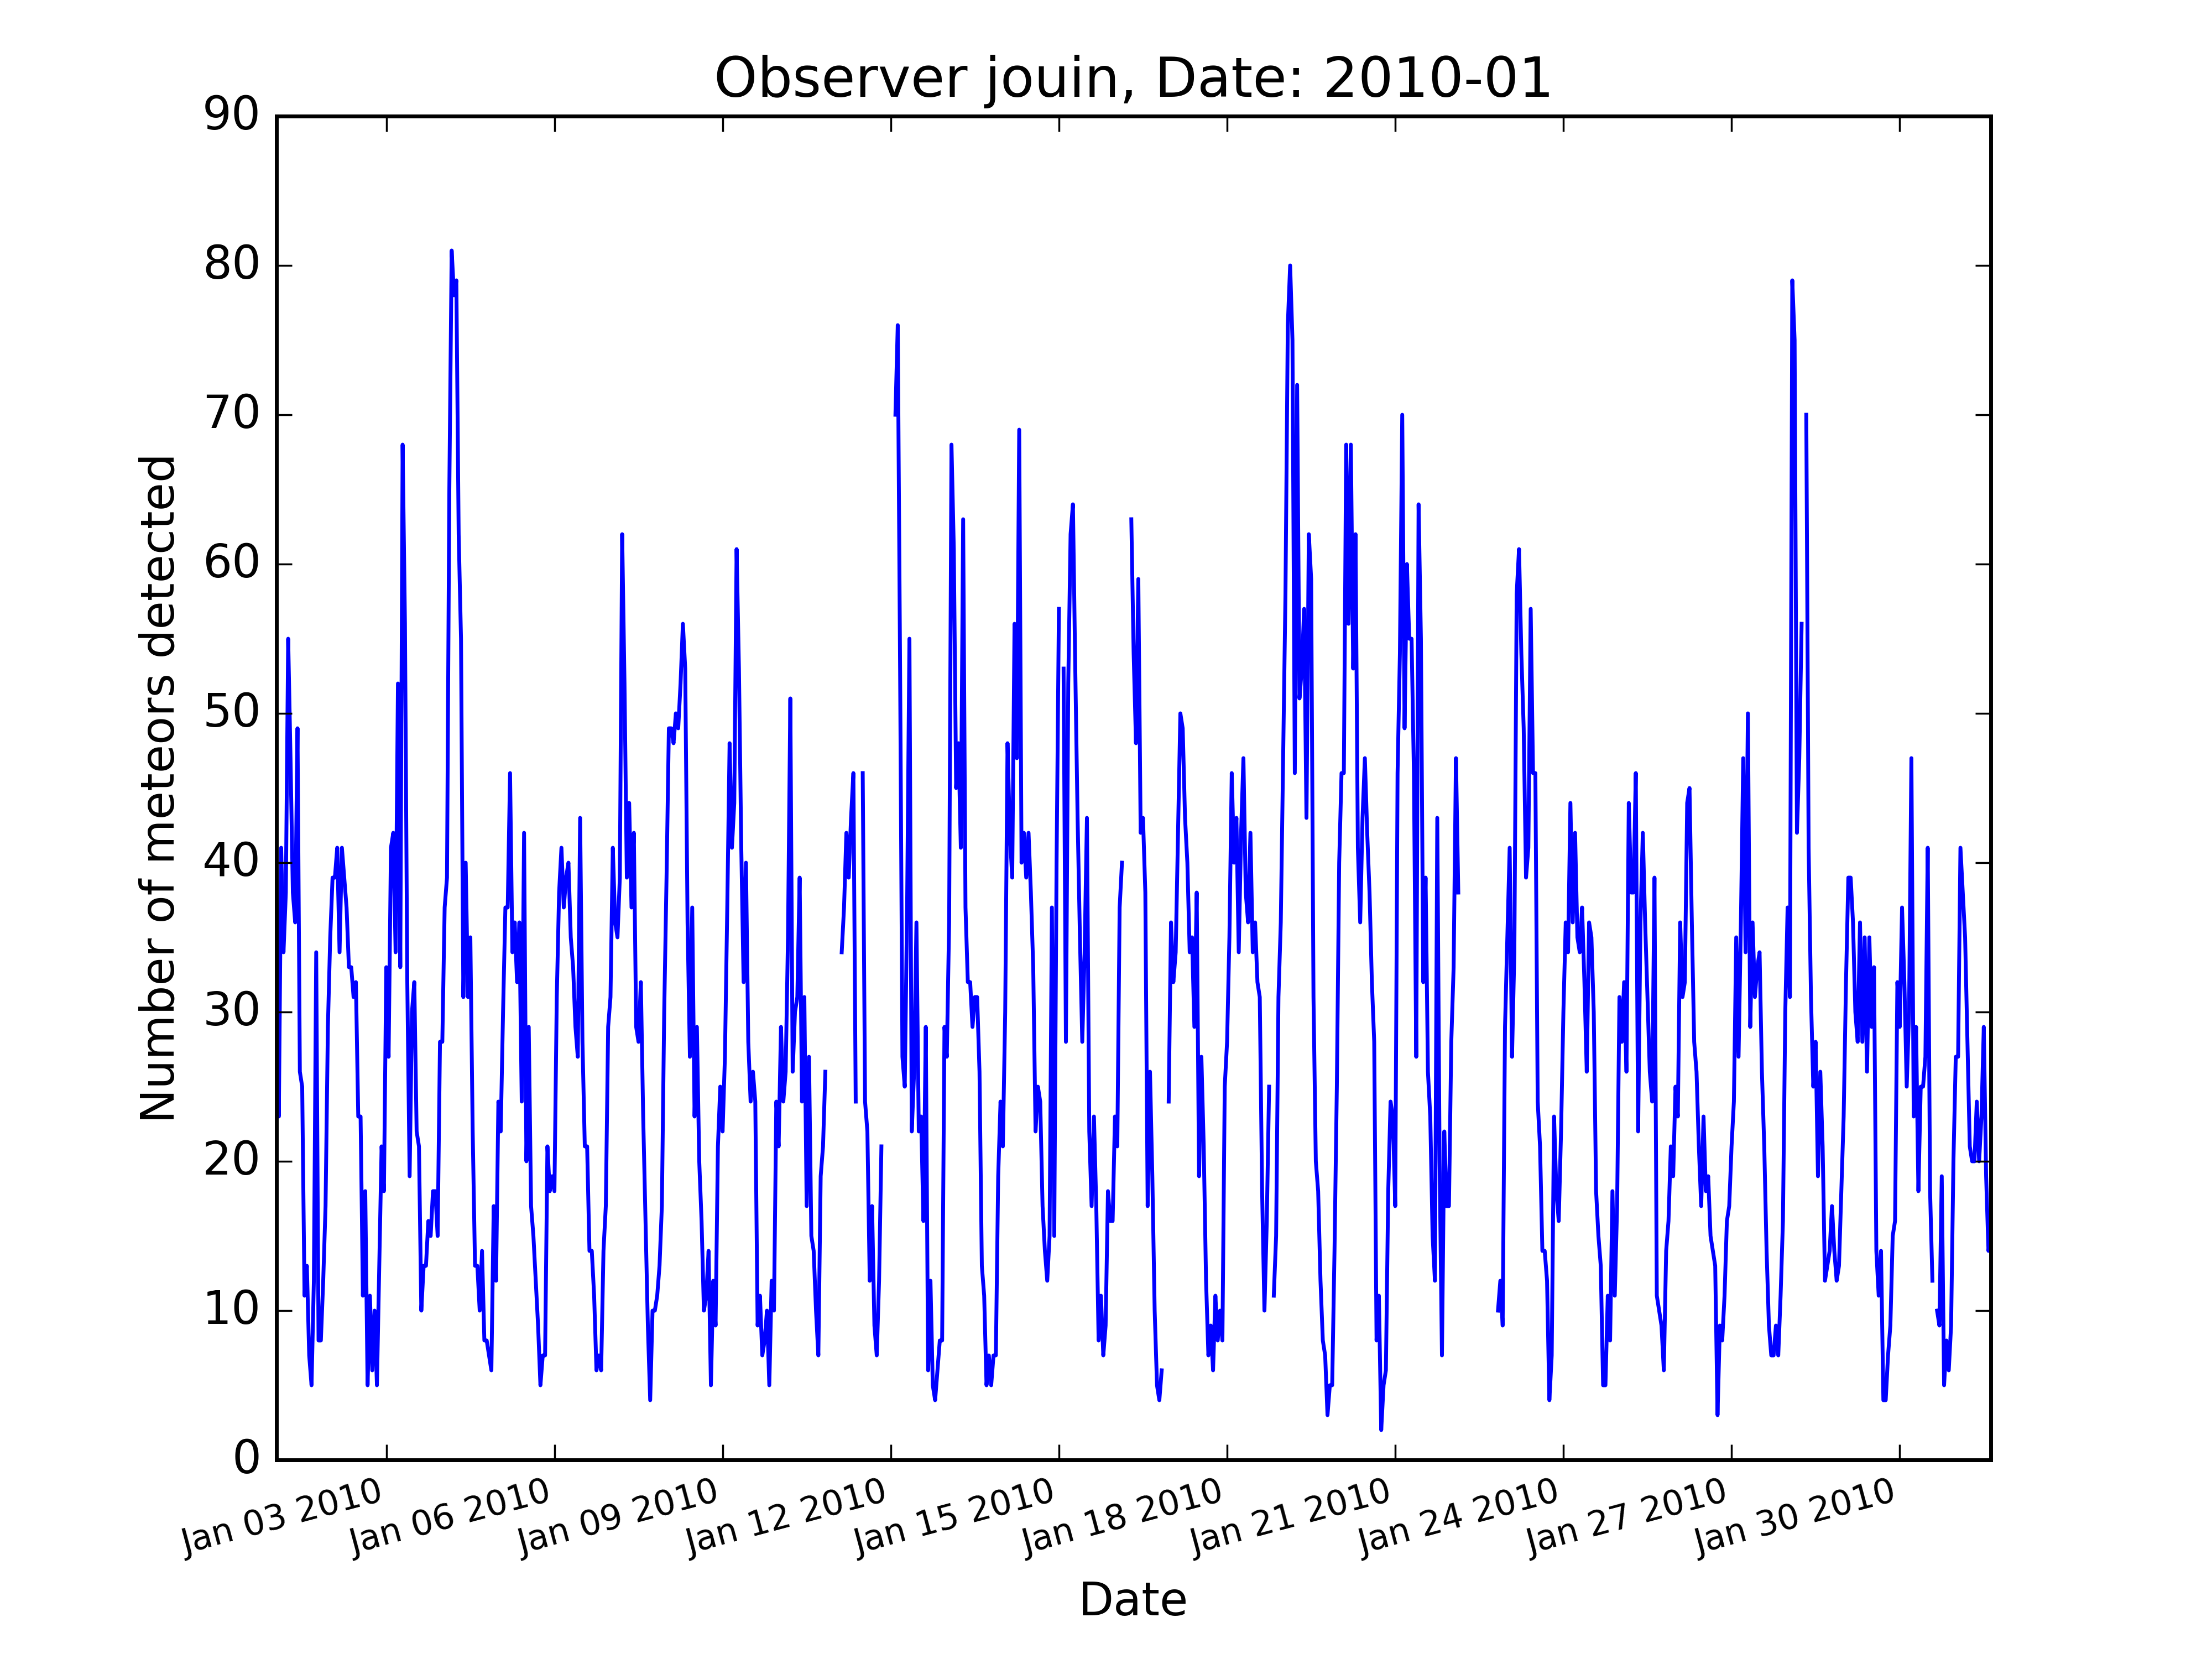 Observer jouin, Date: 2010-01
90
80
70
60
50
40
30
20
10
0
Number of meteors detected
Jan 03 2010
Jan 06 2010
Jan 09 2010
Jan 12 2010
Jan 15 2010
Jan 18 2010
Jan 21 2010
Jan 24 2010
Jan 27 2010
Jan 30 2010
Date